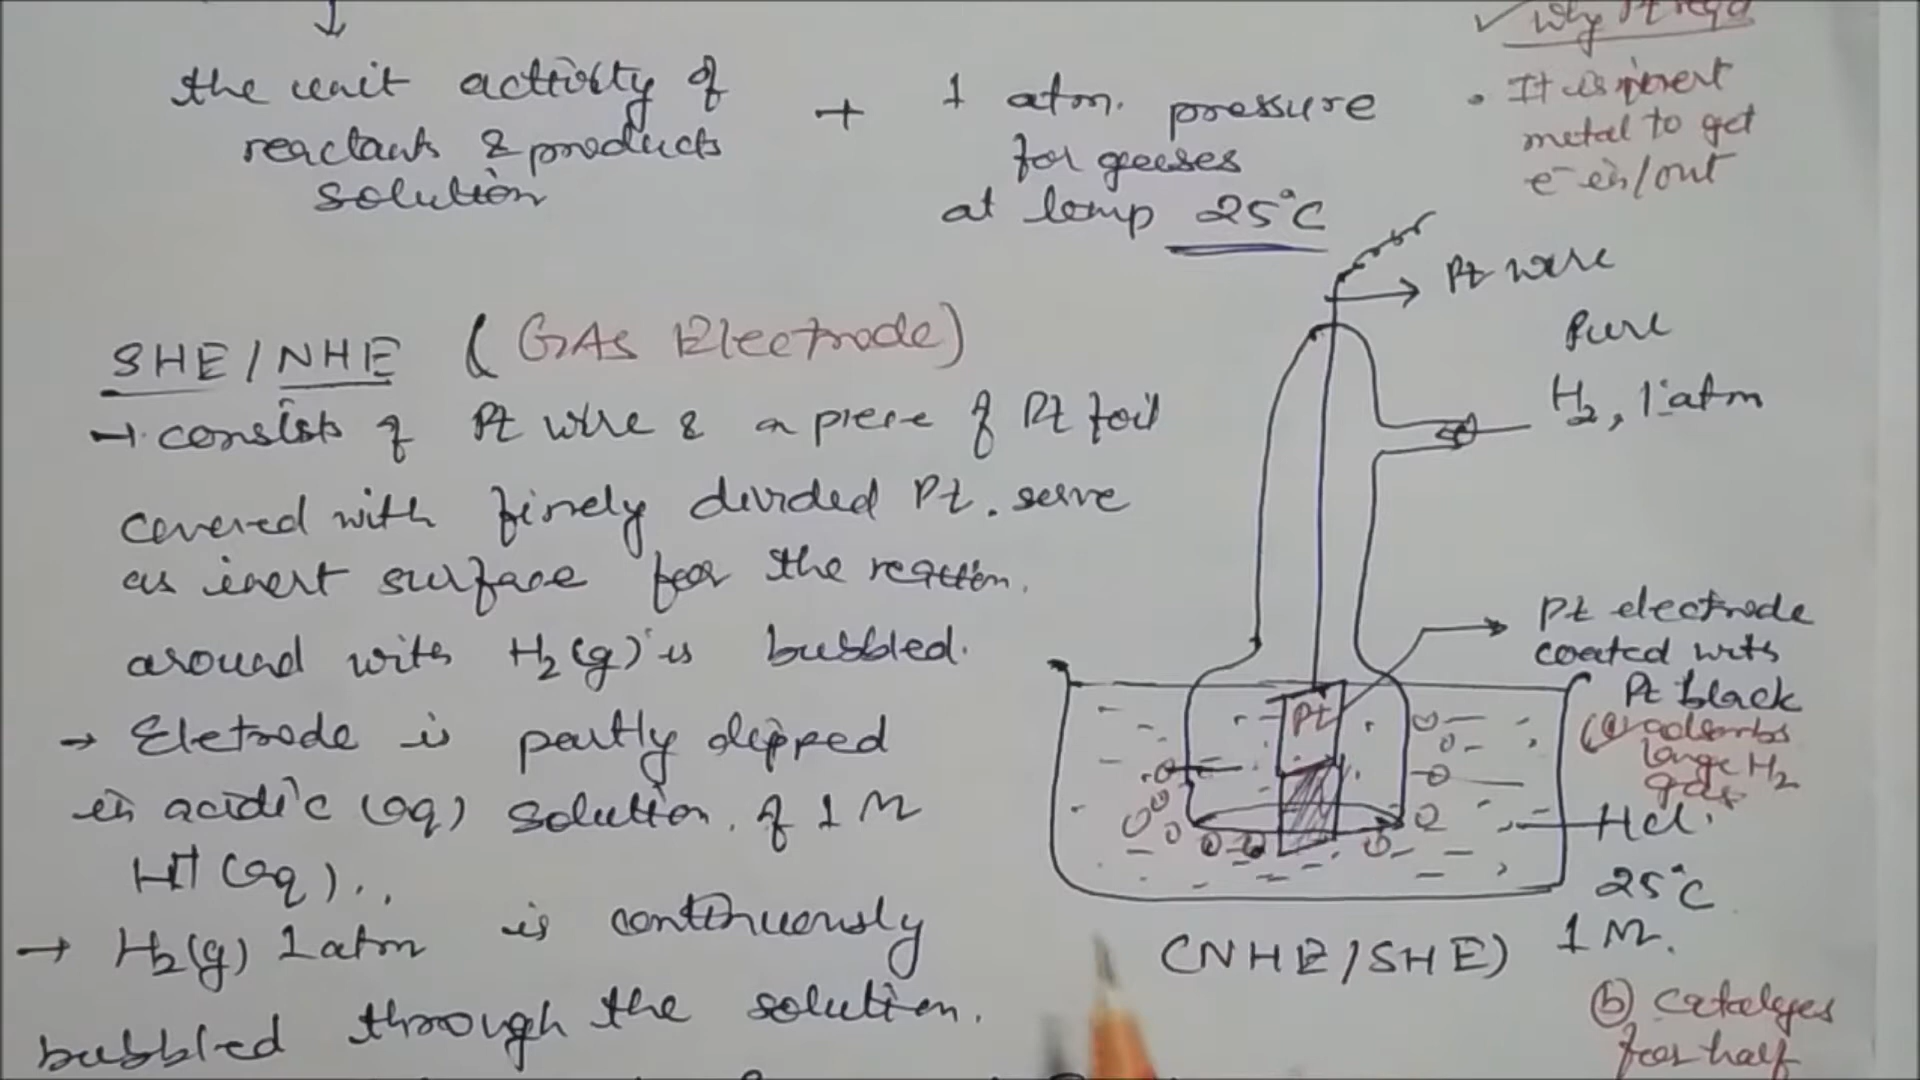 the unit activity of
reactants & products
solution
+
1 atm. pressure
for gases
at temp 25°C
Why Pt reqd
• It is inert
metal to get
e⁻ in/out
SHE/NHE (GAs Electrode)
→ consists of Pt wire & a piece of Pt foil
covered with finely divided Pt. serve
as inert surface for the reaction.
around with H₂(g) is bubbled.
→ Eletrode is partly dipped
in acidic (aq) solution. of 1 M
H⁺(aq)..
→ H₂(g) 1 atm is continuously
bubbled through the solution.
Pt wire
Pure
H₂, 1 atm
Pt electrode
coated with
Pt black
(a) adsorbs
large H₂
gas
Pt
HCl.
25°C
1 M.
(NHE/SHE)
(b) catalyses
for half